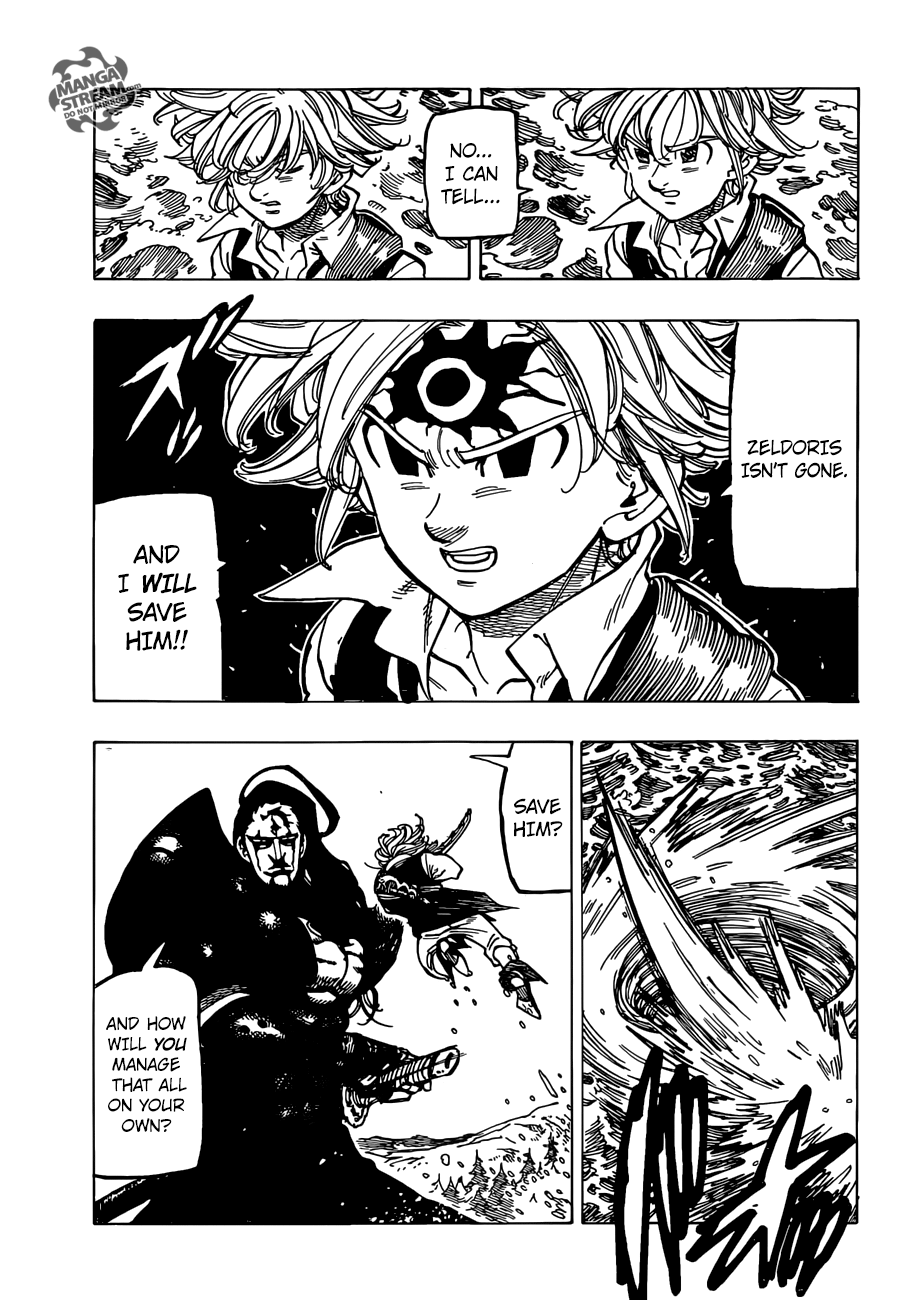 MANGA
STREAM.com
DO NOT MIRROR
NO...
I CAN
TELL...
ZELDORIS
ISN'T GONE.
AND
I WILL
SAVE
HIM!!
SAVE
HIM?
AND HOW
WILL YOU
MANAGE
THAT ALL
ON YOUR
OWN?